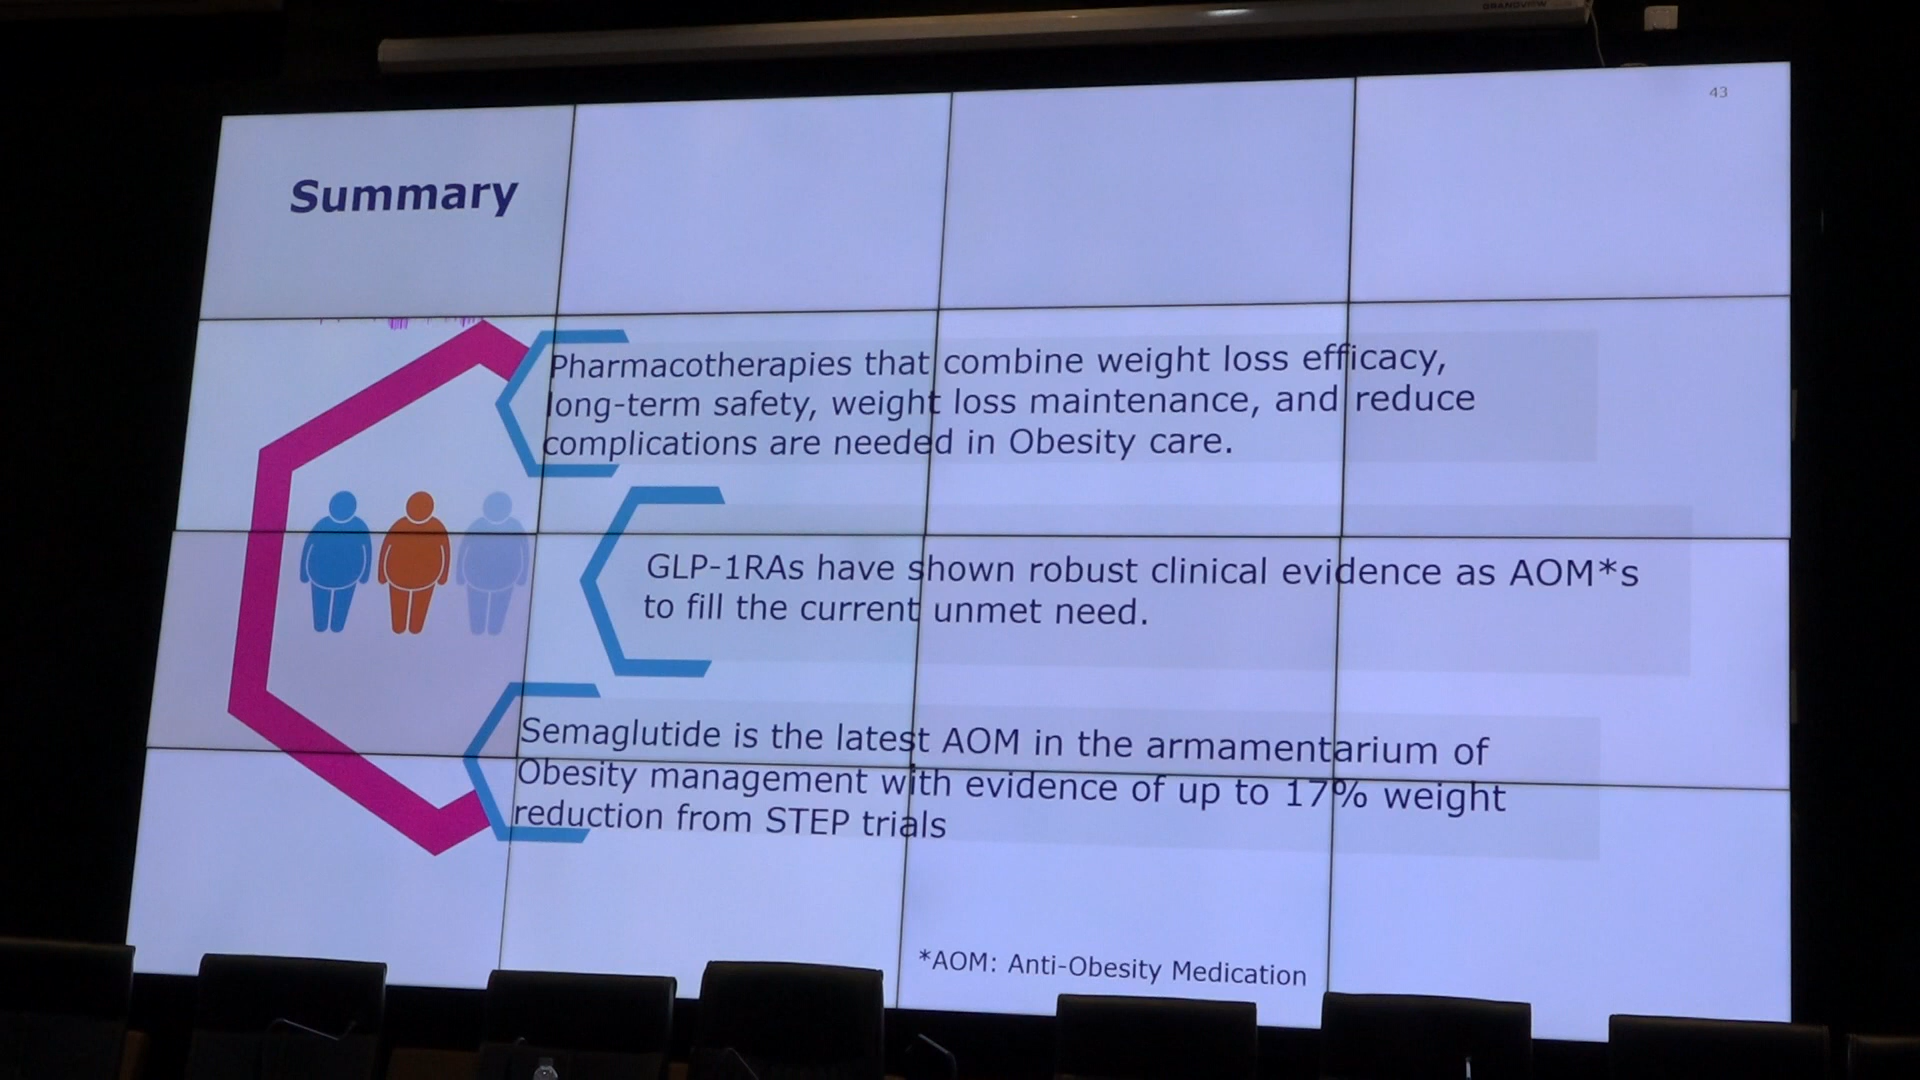 GRANDVIEW
43
Summary
Pharmacotherapies that combine weight loss efficacy,
long-term safety, weight loss maintenance, and reduce
complications are needed in Obesity care.
GLP-1RAs have shown robust clinical evidence as AOM*s
to fill the current unmet need.
Semaglutide is the latest AOM in the armamentarium of
Obesity management with evidence of up to 17% weight
reduction from STEP trials
*AOM: Anti-Obesity Medication